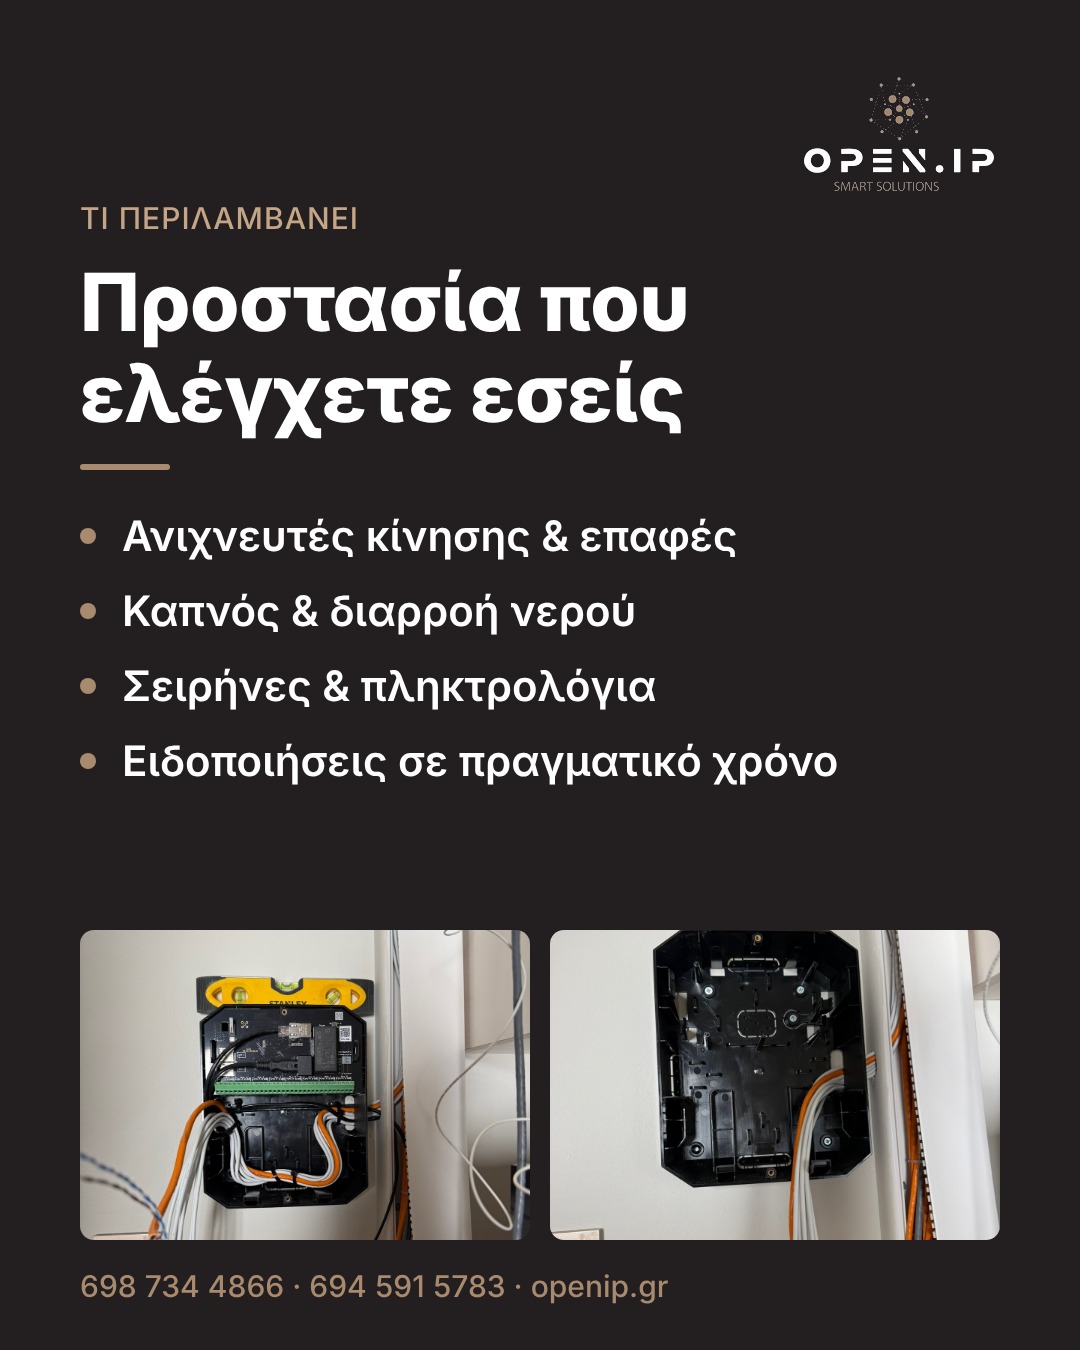 OPEN.IP
SMART SOLUTIONS
ΤΙ ΠΕΡΙΛΑΜΒΑΝΕΙ
Προστασία που
ελέγχετε εσείς
Ανιχνευτές κίνησης & επαφές
Καπνός & διαρροή νερού
Σειρήνες & πληκτρολόγια
Ειδοποιήσεις σε πραγματικό χρόνο
STANLEY
698 734 4866 · 694 591 5783 · openip.gr